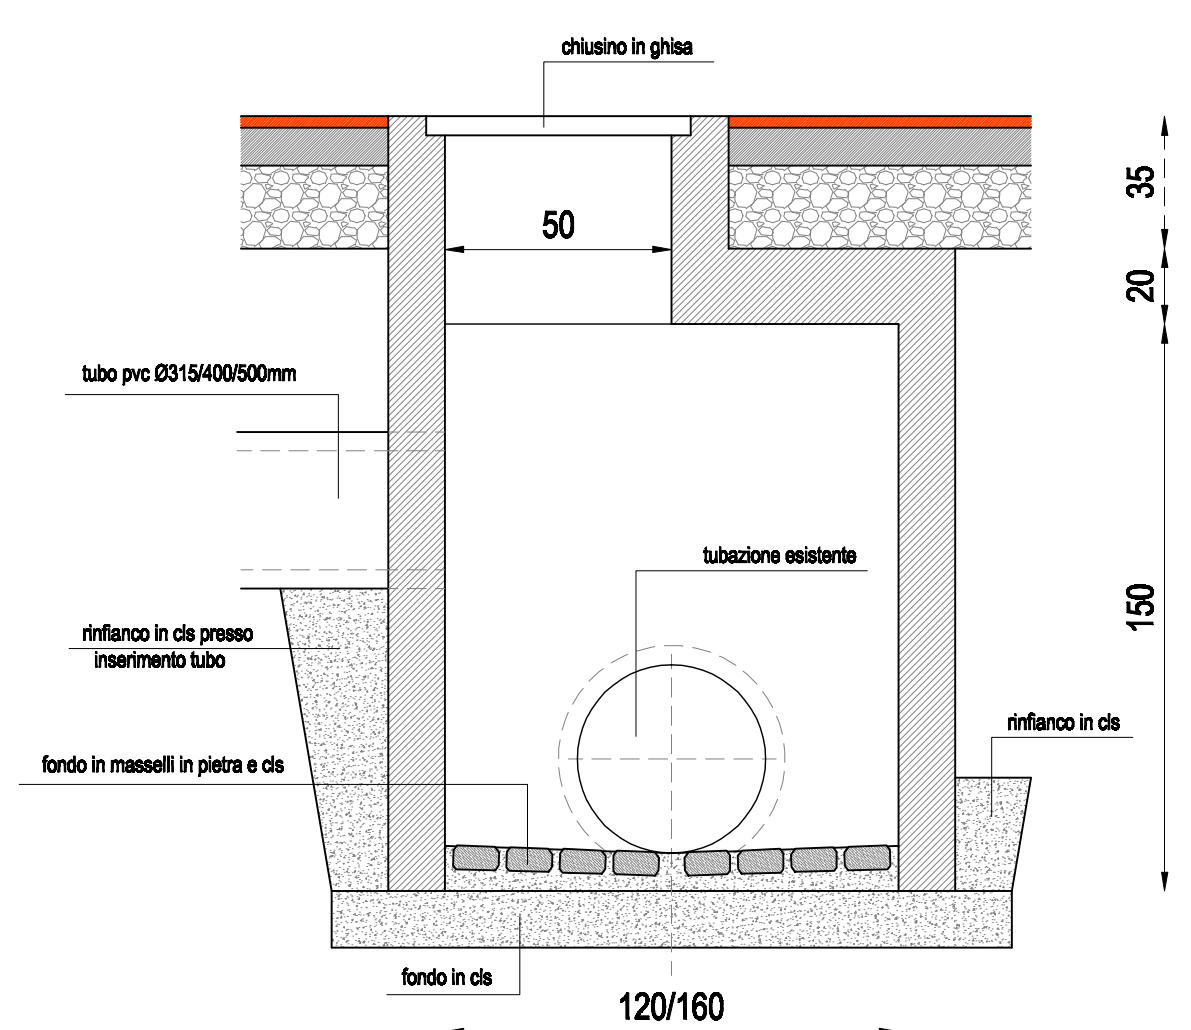 chiusino in ghisa
35
50
20
tubo pvc Ø315/400/500mm
tubazione esistente
150
rinfianco in cls presso
inserimento tubo
rinfianco in cls
fondo in masselli in pietra e cls
fondo in cls
120/160